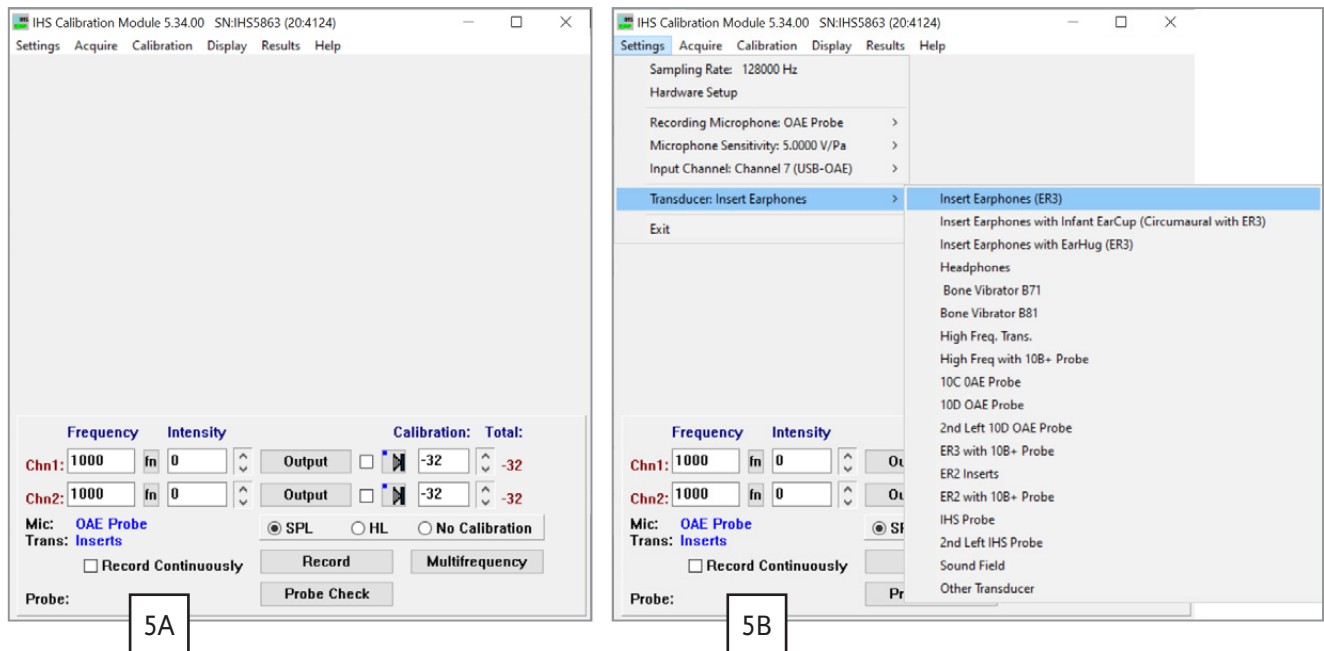 IHS Calibration Module 5.34.00 SN:IHS5863 (20:4124)
Settings Acquire Calibration Display Results Help
Frequency Intensity Calibration: Total:
Chn1: 1000 fn 0 Output -32 -32
Chn2: 1000 fn 0 Output -32 -32
Mic: OAE Probe SPL HL No Calibration
Trans: Inserts
Record Continuously Record Multifrequency
Probe: Probe Check
5A
IHS Calibration Module 5.34.00 SN:IHS5863 (20:4124)
Settings Acquire Calibration Display Results Help
Sampling Rate: 128000 Hz
Hardware Setup
Recording Microphone: OAE Probe
Microphone Sensitivity: 5.0000 V/Pa
Input Channel: Channel 7 (USB-OAE)
Transducer: Insert Earphones
Exit
Insert Earphones (ER3)
Insert Earphones with Infant EarCup (Circumaural with ER3)
Insert Earphones with EarHug (ER3)
Headphones
Bone Vibrator B71
Bone Vibrator B81
High Freq. Trans.
High Freq with 10B+ Probe
10C 0AE Probe
10D OAE Probe
2nd Left 10D OAE Probe
ER3 with 10B+ Probe
ER2 Inserts
ER2 with 10B+ Probe
IHS Probe
2nd Left IHS Probe
Sound Field
Other Transducer
Frequency Intensity
Chn1: 1000 fn 0 Ou
Chn2: 1000 fn 0 Ou
Mic: OAE Probe SP
Trans: Inserts
Record Continuously
Probe: Pr
5B